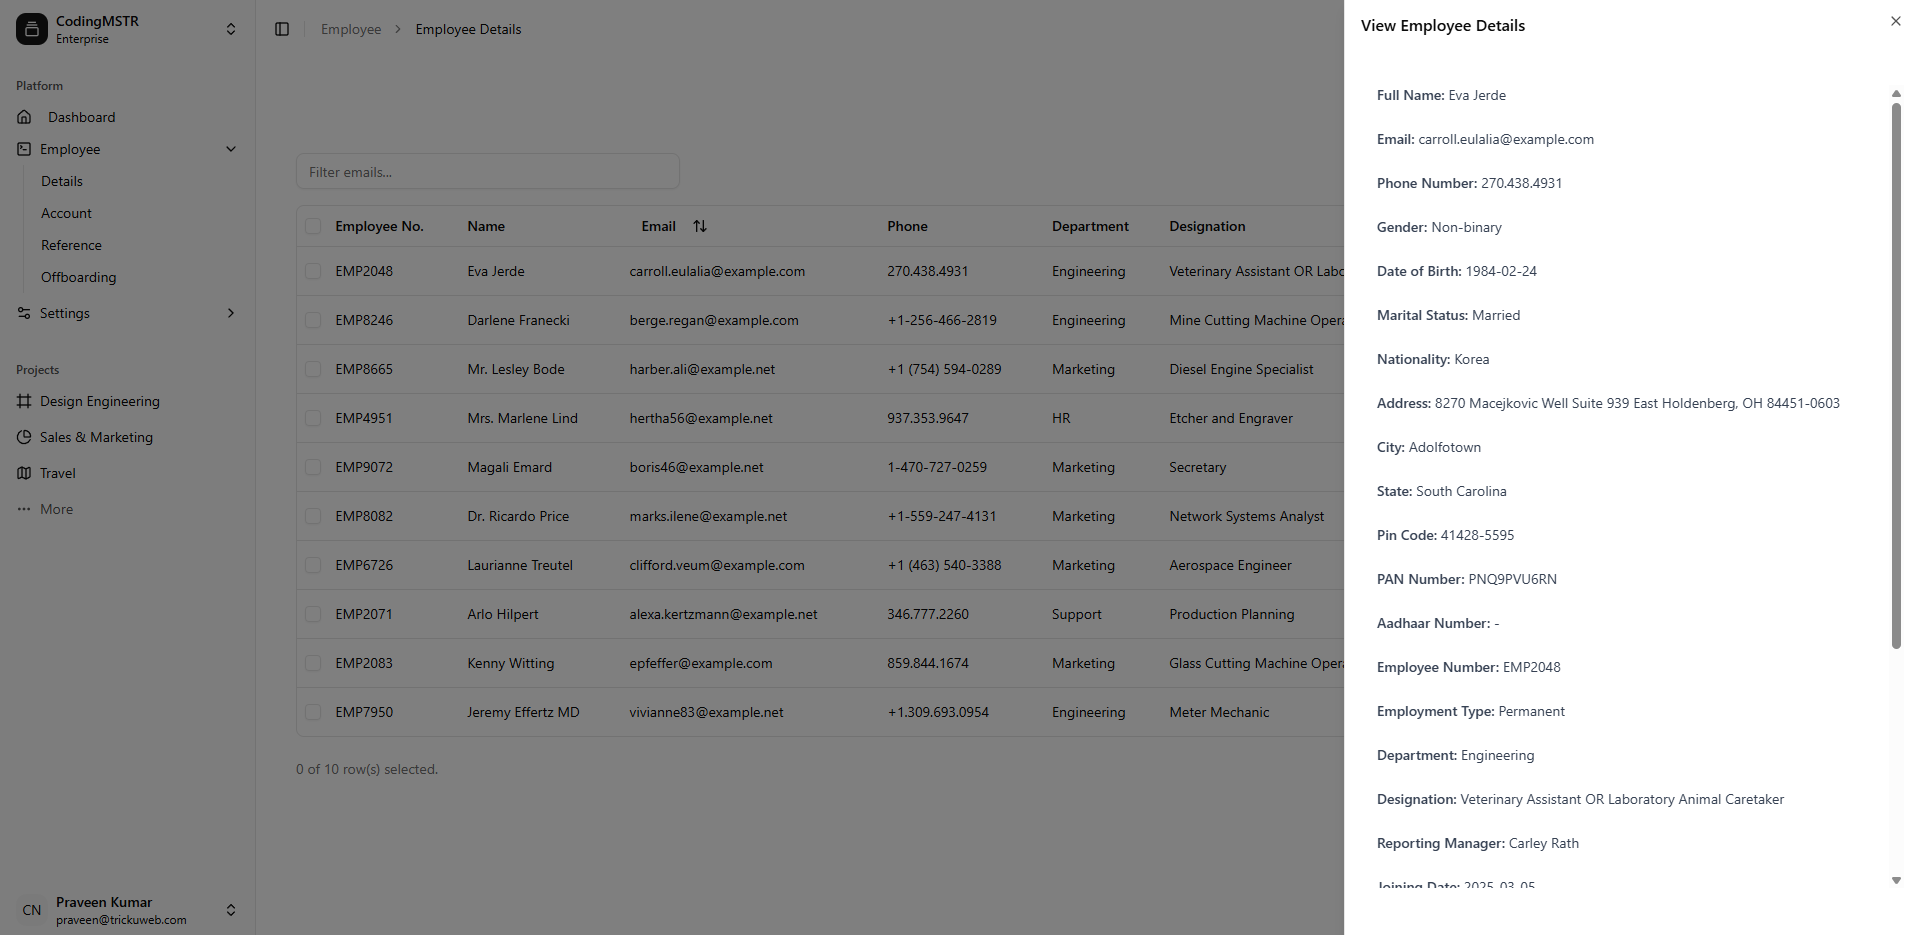 CodingMSTR
Enterprise
Platform
Dashboard
Employee
Details
Account
Reference
Offboarding
Settings
Projects
Design Engineering
Sales & Marketing
Travel
More
CN
Praveen Kumar
praveen@trickuweb.com
Employee > Employee Details
Filter emails...
Employee No. Name Email Phone Department Designation
EMP2048 Eva Jerde carroll.eulalia@example.com 270.438.4931 Engineering Veterinary Assistant OR Labo
EMP8246 Darlene Franecki berge.regan@example.com +1-256-466-2819 Engineering Mine Cutting Machine Opera
EMP8665 Mr. Lesley Bode harber.ali@example.net +1 (754) 594-0289 Marketing Diesel Engine Specialist
EMP4951 Mrs. Marlene Lind hertha56@example.net 937.353.9647 HR Etcher and Engraver
EMP9072 Magali Emard boris46@example.net 1-470-727-0259 Marketing Secretary
EMP8082 Dr. Ricardo Price marks.ilene@example.net +1-559-247-4131 Marketing Network Systems Analyst
EMP6726 Laurianne Treutel clifford.veum@example.com +1 (463) 540-3388 Marketing Aerospace Engineer
EMP2071 Arlo Hilpert alexa.kertzmann@example.net 346.777.2260 Support Production Planning
EMP2083 Kenny Witting epfeffer@example.com 859.844.1674 Marketing Glass Cutting Machine Opera
EMP7950 Jeremy Effertz MD vivianne83@example.net +1.309.693.0954 Engineering Meter Mechanic
0 of 10 row(s) selected.
View Employee Details
Full Name: Eva Jerde
Email: carroll.eulalia@example.com
Phone Number: 270.438.4931
Gender: Non-binary
Date of Birth: 1984-02-24
Marital Status: Married
Nationality: Korea
Address: 8270 Macejkovic Well Suite 939 East Holdenberg, OH 84451-0603
City: Adolfotown
State: South Carolina
Pin Code: 41428-5595
PAN Number: PNQ9PVU6RN
Aadhaar Number: -
Employee Number: EMP2048
Employment Type: Permanent
Department: Engineering
Designation: Veterinary Assistant OR Laboratory Animal Caretaker
Reporting Manager: Carley Rath
Joining Date: 2025-03-05